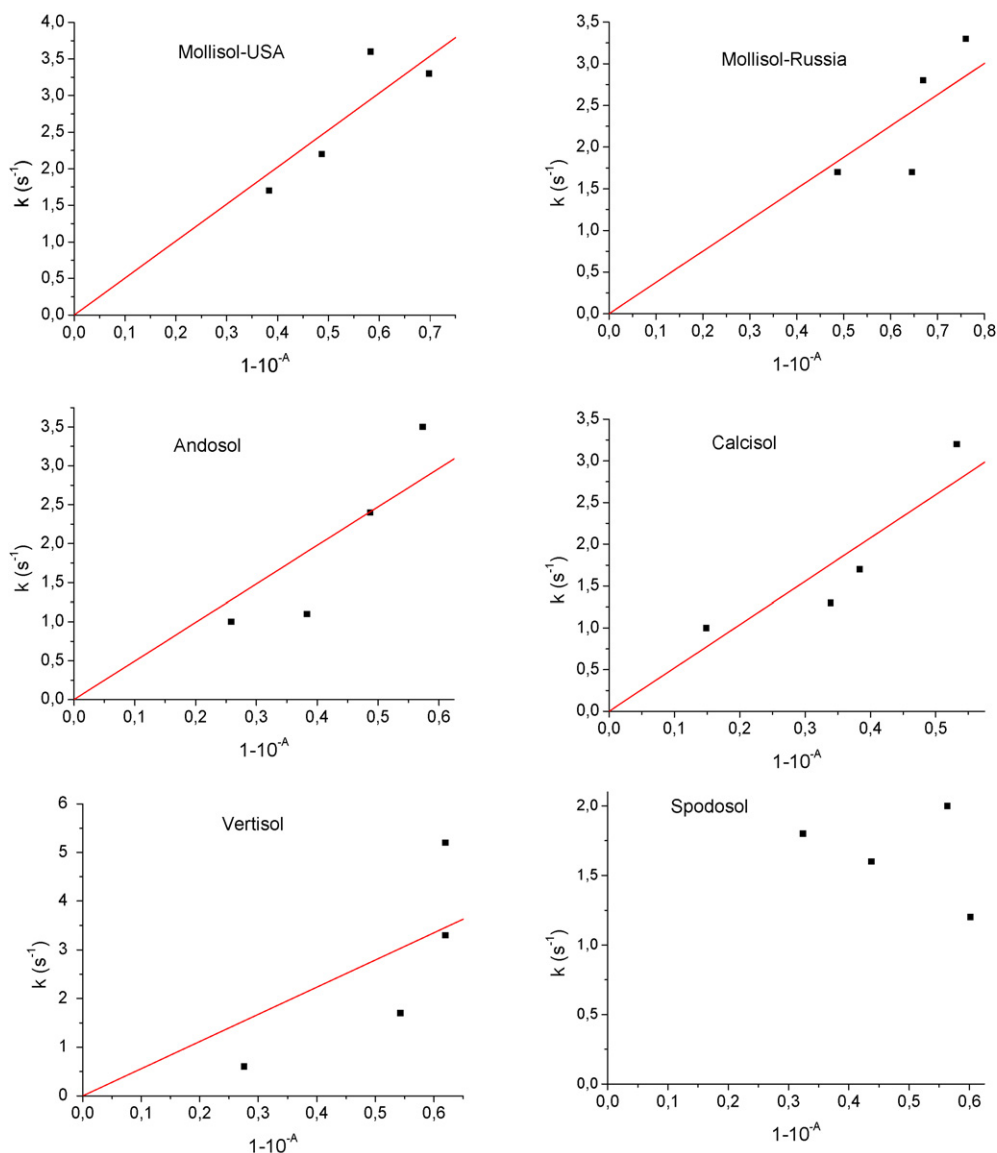 Mollisol-USA
k (s-1)
4,0
3,5
3,0
2,5
2,0
1,5
1,0
0,5
0,0
0,0 0,1 0,2 0,3 0,4 0,5 0,6 0,7
1-10-A
Mollisol-Russia
k (s-1)
3,5
3,0
2,5
2,0
1,5
1,0
0,5
0,0
0,0 0,1 0,2 0,3 0,4 0,5 0,6 0,7 0,8
1-10-A
Andosol
k (s-1)
3,5
3,0
2,5
2,0
1,5
1,0
0,5
0,0
0,0 0,1 0,2 0,3 0,4 0,5 0,6
1-10-A
Calcisol
k (s-1)
3,5
3,0
2,5
2,0
1,5
1,0
0,5
0,0
0,0 0,1 0,2 0,3 0,4 0,5
1-10-A
Vertisol
k (s-1)
6
5
4
3
2
1
0
0,0 0,1 0,2 0,3 0,4 0,5 0,6
1-10-A
Spodosol
k (s-1)
2,0
1,5
1,0
0,5
0,0
0,0 0,1 0,2 0,3 0,4 0,5 0,6
1-10-A